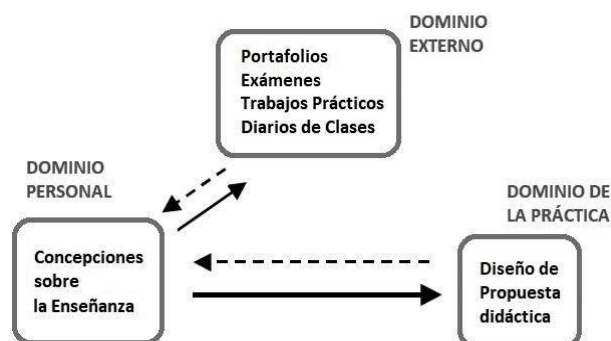 DOMINIO
EXTERNO
Portafolios
Exámenes
Trabajos Prácticos
Diarios de Clases
DOMINIO
PERSONAL
Concepciones
sobre
la Enseñanza
DOMINIO DE
LA PRÁCTICA
Diseño de
Propuesta
didáctica